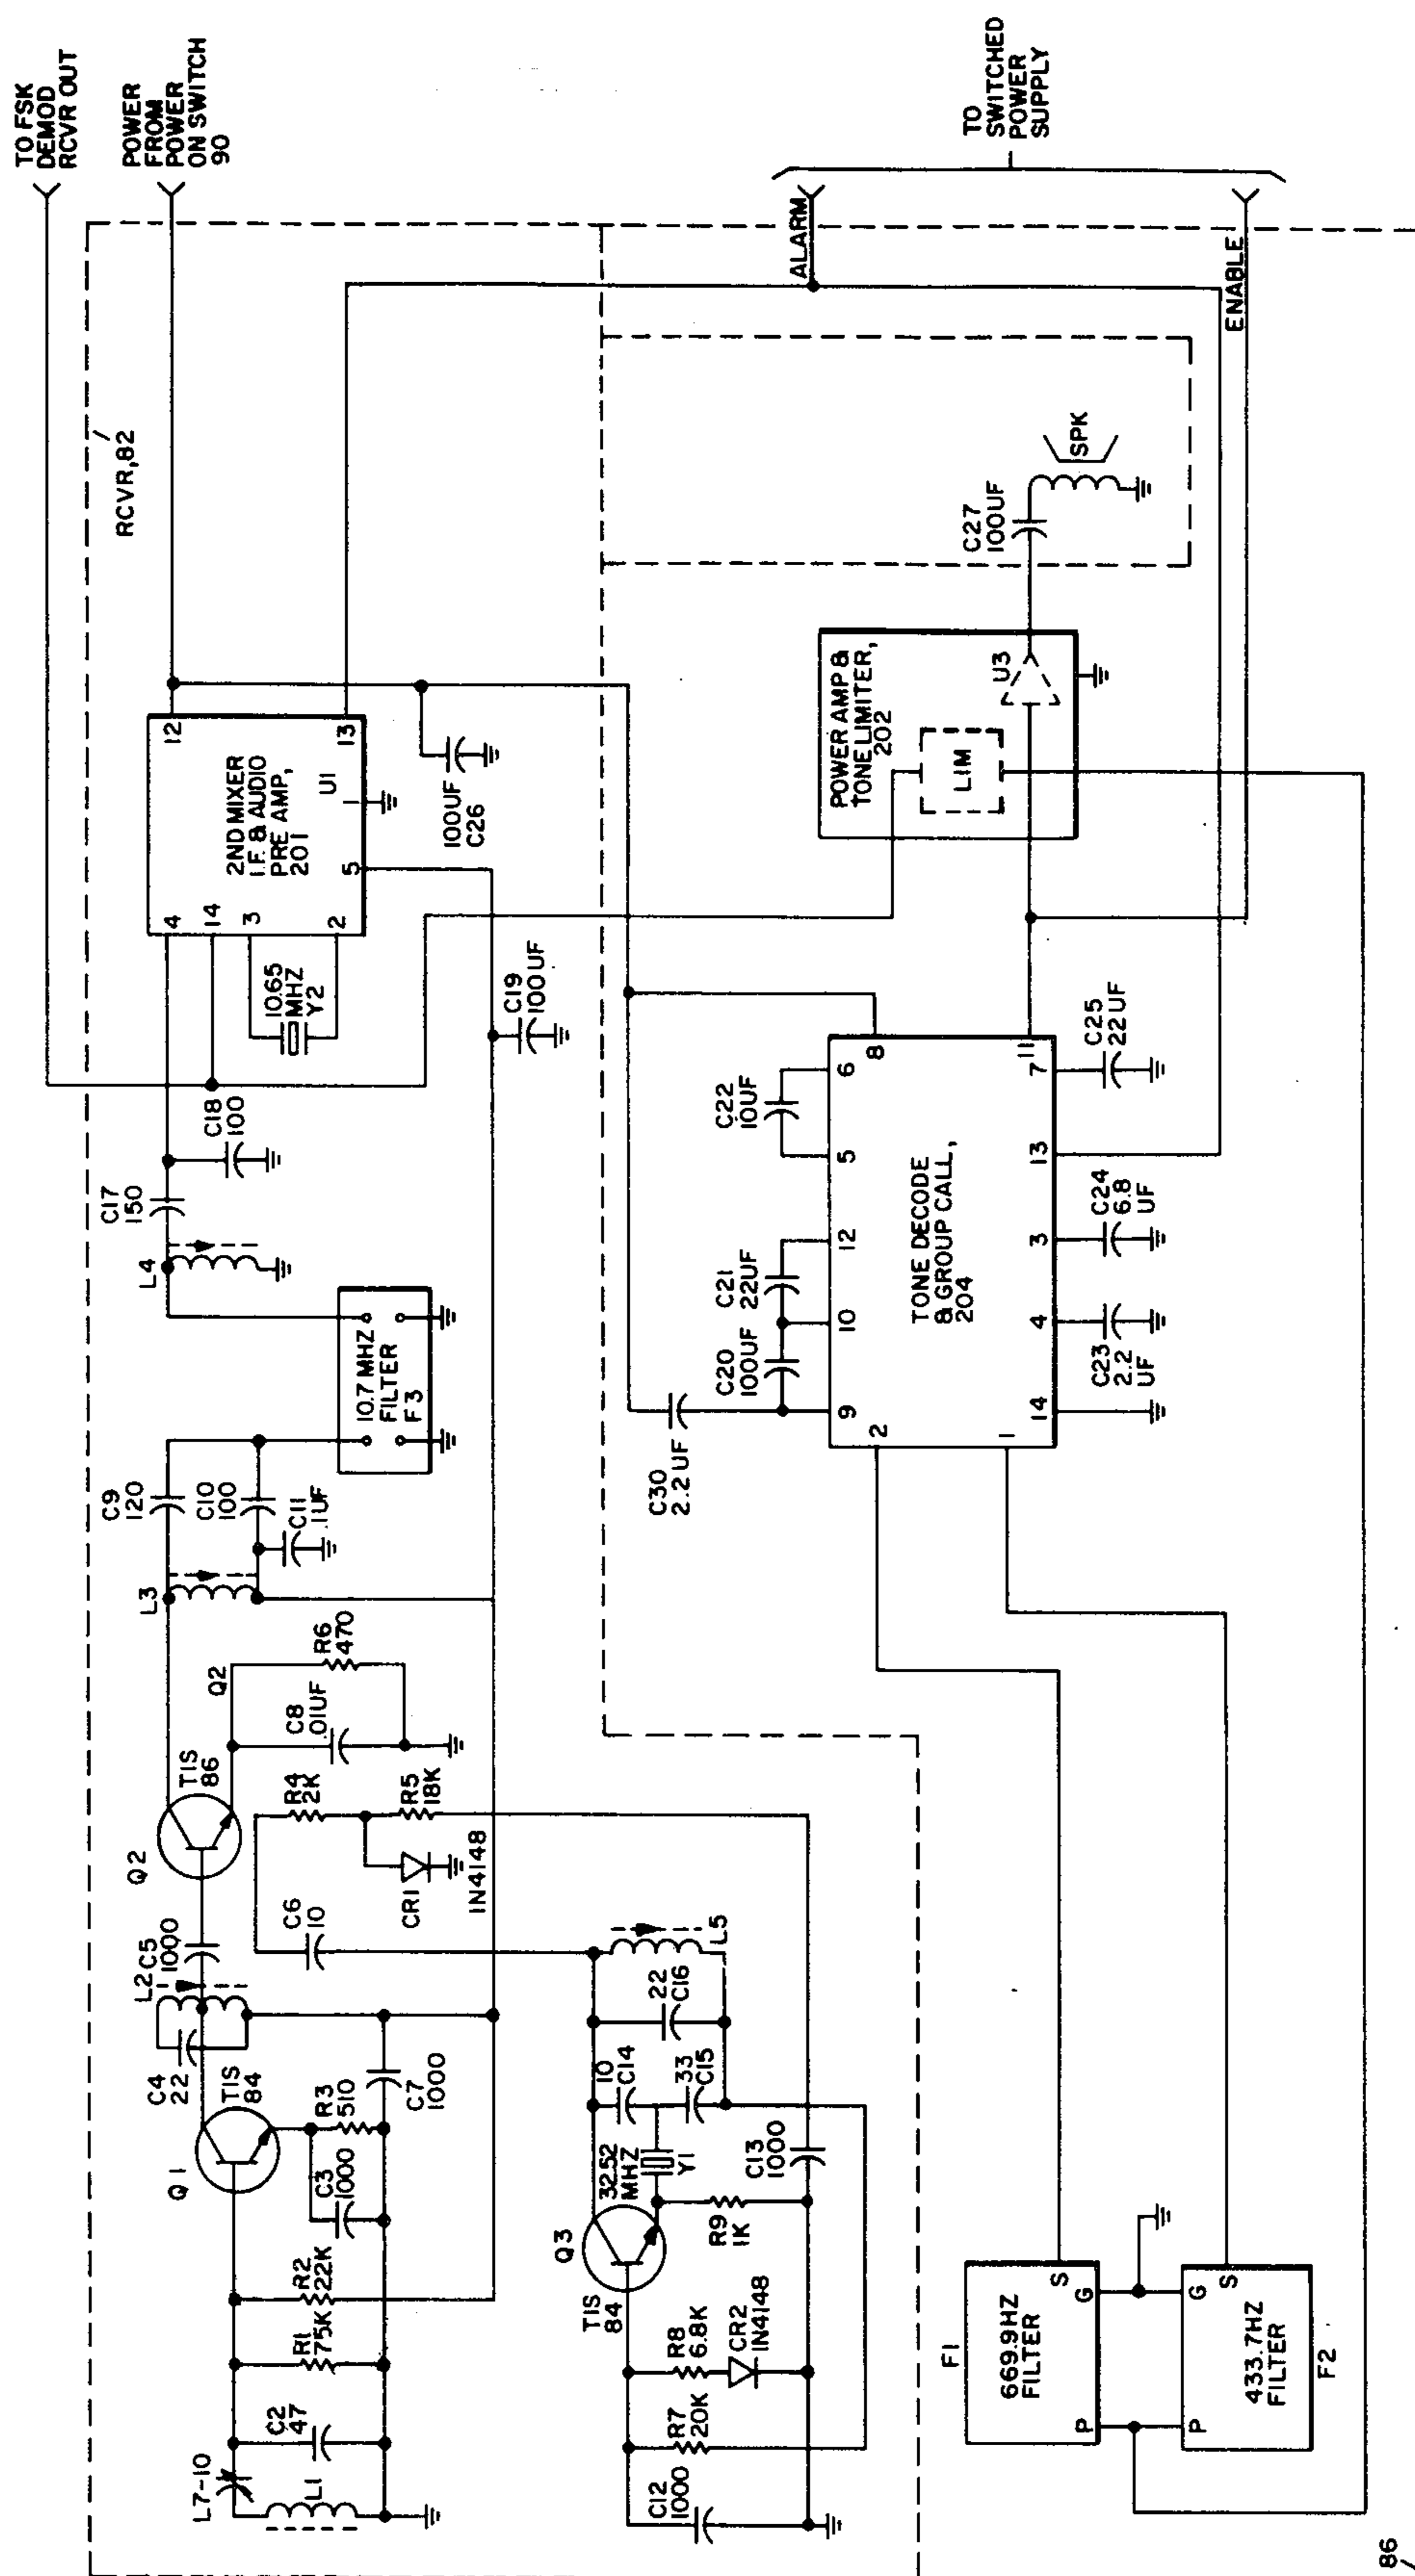 TO FSK
DEMOD
RCVR OUT
POWER
FROM
POWER
ON SWITCH
90
RCVR,82
12
13
2ND MIXER
I.F. & AUDIO
PRE AMP,
201
U1
1
4
14
3
2
5
10.65
MHZ
Y2
100UF
C26
C19
100UF
C18
100
C17
150
L4
10.7 MHZ
FILTER
F3
C9
120
C10
100
C11
.1UF
L3
Q2
R6
470
C8
.01UF
TIS
86
Q2
R4
2K
R5
18K
CR1
1N4148
C6
10
L2
C5
1000
C4
22
TIS
84
Q1
R3
510
C3
1000
C7
1000
R2
22K
R1
75K
C2
47
L7-10
L1
L5
22
C16
10
C14
33
C15
32.52
MHZ
Y1
C13
1000
Q3
TIS
84
R9
1K
R8
6.8K
CR2
1N4148
R7
20K
C12
1000
TO
SWITCHED
POWER
SUPPLY
ALARM
ENABLE
SPK
C27
100UF
POWER AMP &
TONE LIMITER,
202
U3
LIM
C22
10UF
C21
22UF
C20
100UF
C30
2.2UF
6
8
5
12
10
9
2
11
7
13
3
4
14
1
TONE DECODE
& GROUP CALL,
204
C25
22UF
C24
6.8
UF
C23
2.2
UF
F1
669.9HZ
FILTER
S
G
P
433.7HZ
FILTER
G
S
P
F2
86